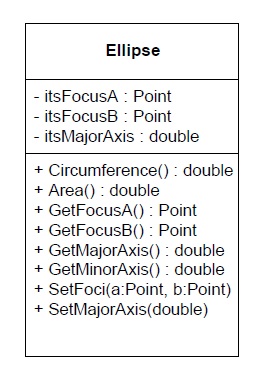 Ellipse
- itsFocusA : Point
- itsFocusB : Point
- itsMajorAxis : double
+ Circumference() : double
+ Area() : double
+ GetFocusA() : Point
+ GetFocusB() : Point
+ GetMajorAxis() : double
+ GetMinorAxis() : double
+ SetFoci(a:Point, b:Point)
+ SetMajorAxis(double)